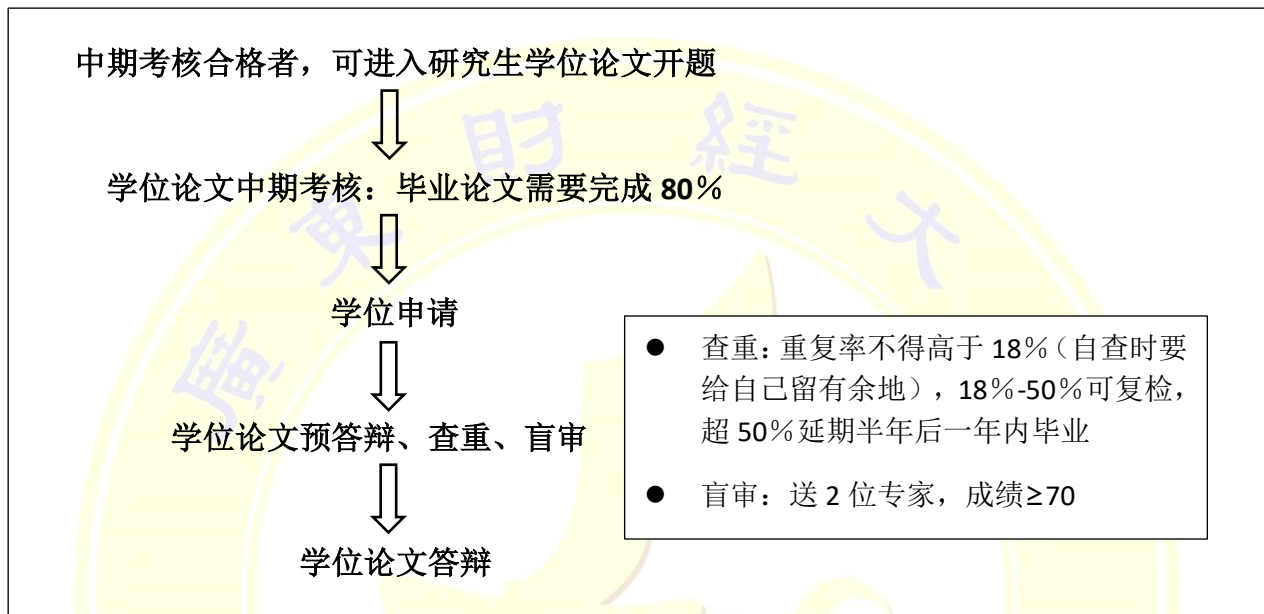 中期考核合格者，可进入研究生学位论文开题
学位论文中期考核：毕业论文需要完成 80％
学位申请
学位论文预答辩、查重、盲审
学位论文答辩
● 查重：重复率不得高于 18％（自查时要
给自己留有余地），18％-50％可复检，
超 50％延期半年后一年内毕业
● 盲审：送 2 位专家，成绩≥70
廣東財經大